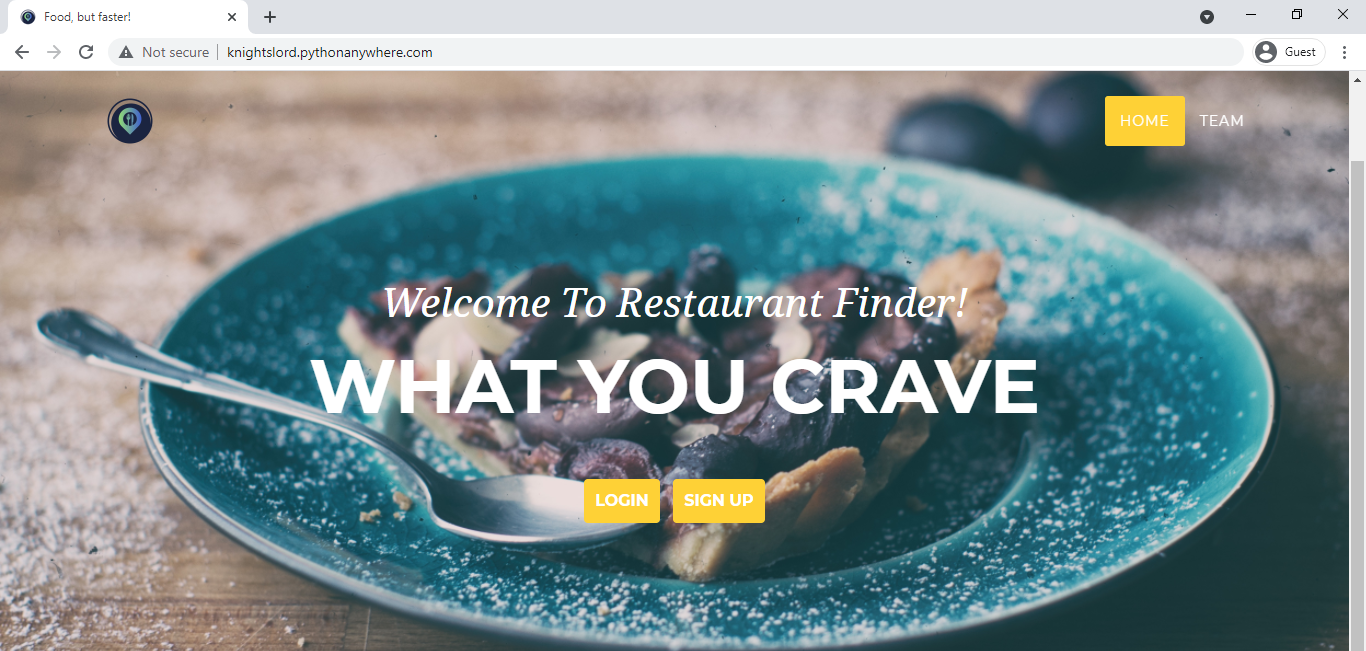 Food, but faster!
Not secure
knightslord.pythonanywhere.com
Guest
HOME
TEAM
Welcome To Restaurant Finder!
WHAT YOU CRAVE
LOGIN
SIGN UP